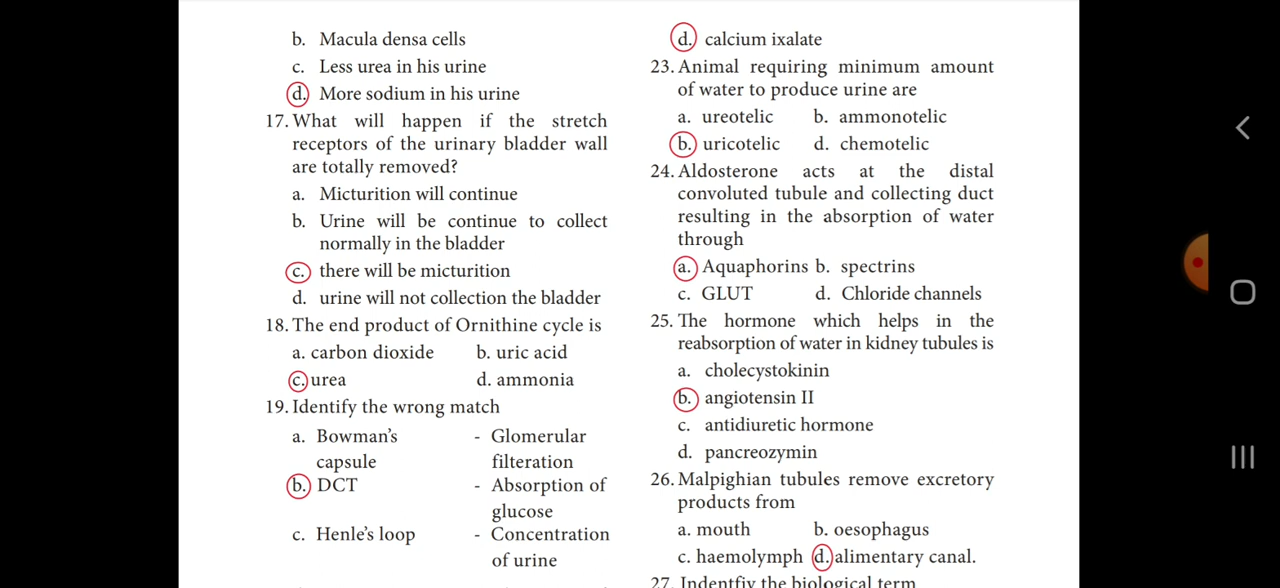 b. Macula densa cells
c. Less urea in his urine
d. More sodium in his urine
17. What will happen if the stretch
receptors of the urinary bladder wall
are totally removed?
a. Micturition will continue
b. Urine will be continue to collect
normally in the bladder
c. there will be micturition
d. urine will not collection the bladder
18. The end product of Ornithine cycle is
a. carbon dioxide b. uric acid
c. urea d. ammonia
19. Identify the wrong match
a. Bowman's - Glomerular
capsule filteration
b. DCT - Absorption of
glucose
c. Henle's loop - Concentration
of urine
d. calcium ixalate
23. Animal requiring minimum amount
of water to produce urine are
a. ureotelic b. ammonotelic
b. uricotelic d. chemotelic
24. Aldosterone acts at the distal
convoluted tubule and collecting duct
resulting in the absorption of water
through
a. Aquaphorins b. spectrins
c. GLUT d. Chloride channels
25. The hormone which helps in the
reabsorption of water in kidney tubules is
a. cholecystokinin
b. angiotensin II
c. antidiuretic hormone
d. pancreozymin
26. Malpighian tubules remove excretory
products from
a. mouth b. oesophagus
c. haemolymph d. alimentary canal.
27. Indentfiy the biological term